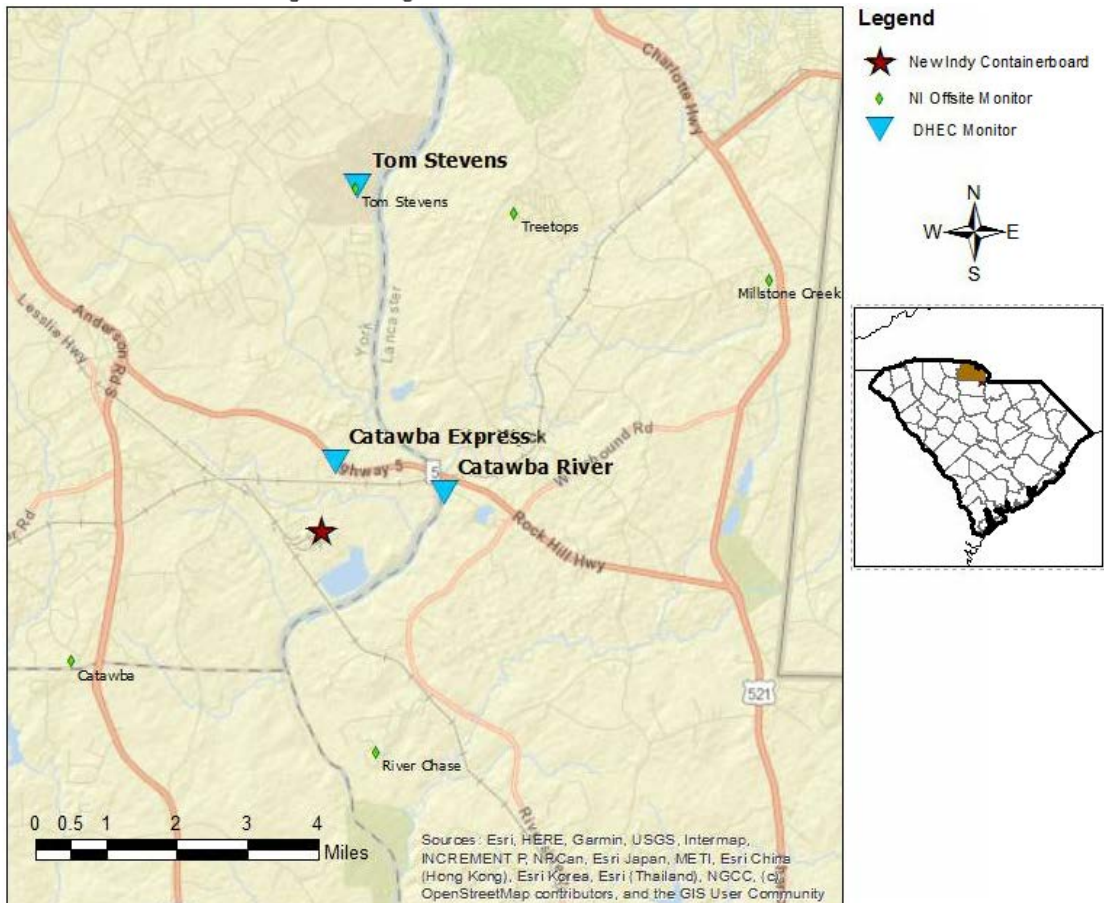 Legend
New Indy Containerboard
NI Offsite Monitor
DHEC Monitor
N
W E
S
Charlotte Hwy
Tom Stevens
Tom Stevens
Treetops
Millstone Creek
Lesslie Hwy
Anderson Rd S
York
Lancaster
Catawba Express
Highway 5
5
Catawba River
Rock Hill Hwy
Catawba
521
River Chase
0 0.5 1 2 3 4
Miles
Sources: Esri, HERE, Garmin, USGS, Intermap,
INCREMENT P, NRCan, Esri Japan, METI, Esri China
(Hong Kong), Esri Korea, Esri (Thailand), NGCC, (c)
OpenStreetMap contributors, and the GIS User Community